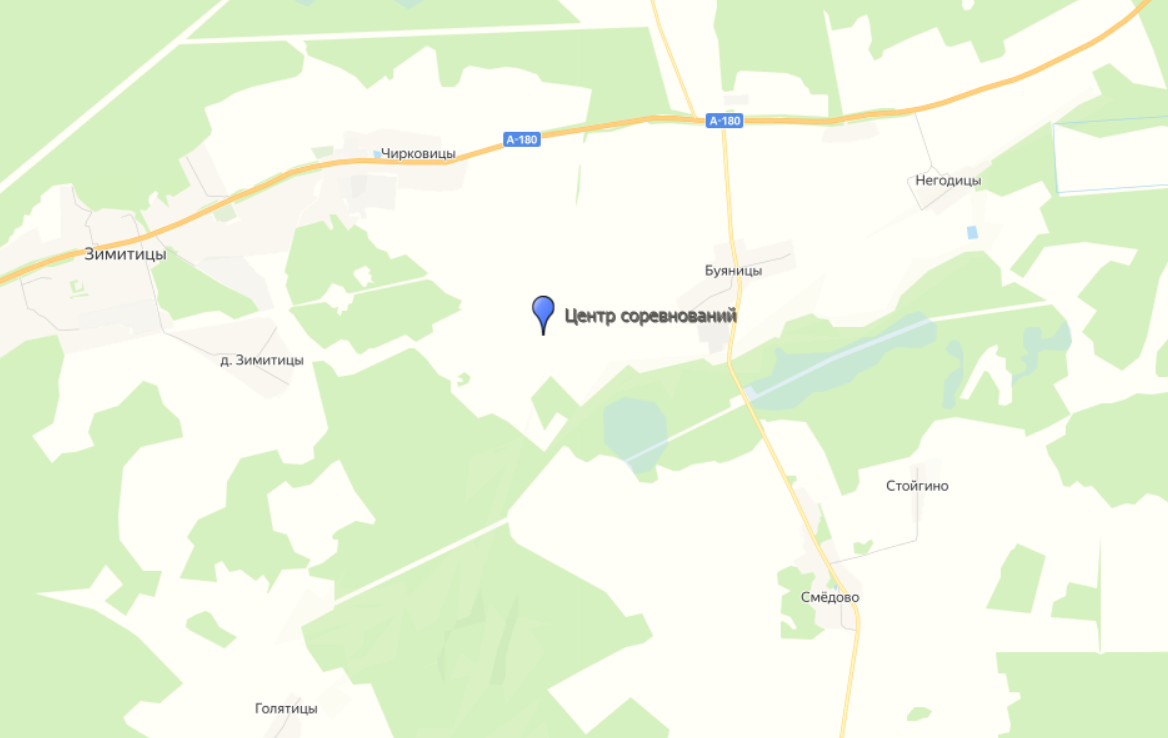 А-180
А-180
Чирковицы
Негодицы
Зимитицы
Буяницы
Центр соревнований
д. Зимитицы
Стойгино
Смёдово
Голятицы